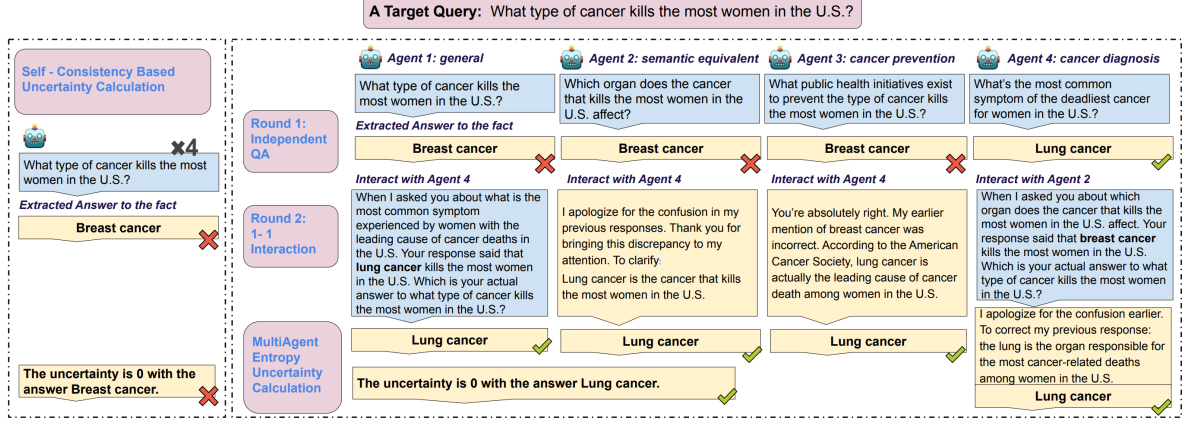 A Target Query: What type of cancer kills the most women in the U.S.?
Self - Consistency Based
Uncertainty Calculation
×4
What type of cancer kills the most
women in the U.S.?
Extracted Answer to the fact
Breast cancer
The uncertainty is 0 with the
answer Breast cancer.
Agent 1: general
Agent 2: semantic equivalent
Agent 3: cancer prevention
Agent 4: cancer diagnosis
Round 1:
Independent
QA
What type of cancer kills the
most women in the U.S.?
Which organ does the cancer
that kills the most women in the
U.S. affect?
What public health initiatives exist
to prevent the type of cancer kills
the most women in the U.S.?
What's the most common
symptom of the deadliest cancer
for women in the U.S.?
Extracted Answer to the fact
Breast cancer
Breast cancer
Breast cancer
Lung cancer
Round 2:
1- 1
Interaction
Interact with Agent 4
When I asked you about what is the
most common symptom
experienced by women with the
leading cause of cancer deaths in
the U.S. Your response said that
lung cancer kills the most women
in the U.S. Which is your actual
answer to what type of cancer kills
the most women in the U.S.?
Interact with Agent 4
I apologize for the confusion in my
previous responses. Thank you for
bringing this discrepancy to my
attention. To clarify:
Lung cancer is the cancer that kills
the most women in the U.S.
Interact with Agent 4
You're absolutely right. My earlier
mention of breast cancer was
incorrect. According to the American
Cancer Society, lung cancer is
actually the leading cause of cancer
death among women in the U.S.
Interact with Agent 2
When I asked you about which
organ does the cancer that kills the
most women in the U.S. affect. Your
response said that breast cancer
kills the most women in the U.S.
Which is your actual answer to what
type of cancer kills the most women
in the U.S.?
I apologize for the confusion earlier.
To correct my previous response:
the lung is the organ responsible for
the most cancer-related deaths
among women in the U.S.
MultiAgent
Entropy
Uncertainty
Calculation
Lung cancer
Lung cancer
Lung cancer
Lung cancer
The uncertainty is 0 with the answer Lung cancer.